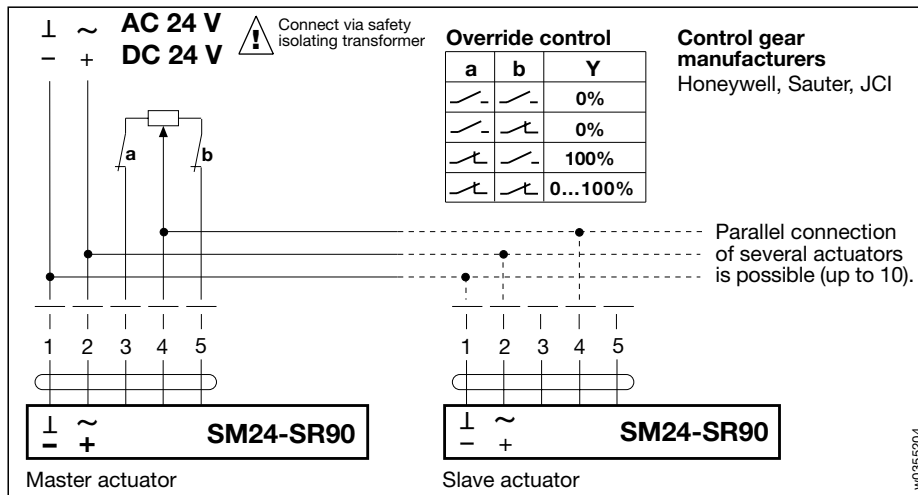 ⊥ ~ AC 24 V
− + DC 24 V
Connect via safety
isolating transformer
Override control
a b Y
0%
0%
100%
0...100%
Control gear
manufacturers
Honeywell, Sauter, JCI
a b
Parallel connection
of several actuators
is possible (up to 10).
1 2 3 4 5
1 2 3 4 5
⊥ ~
− +
SM24-SR90
Master actuator
⊥ ~
− +
SM24-SR90
Slave actuator
w0355204